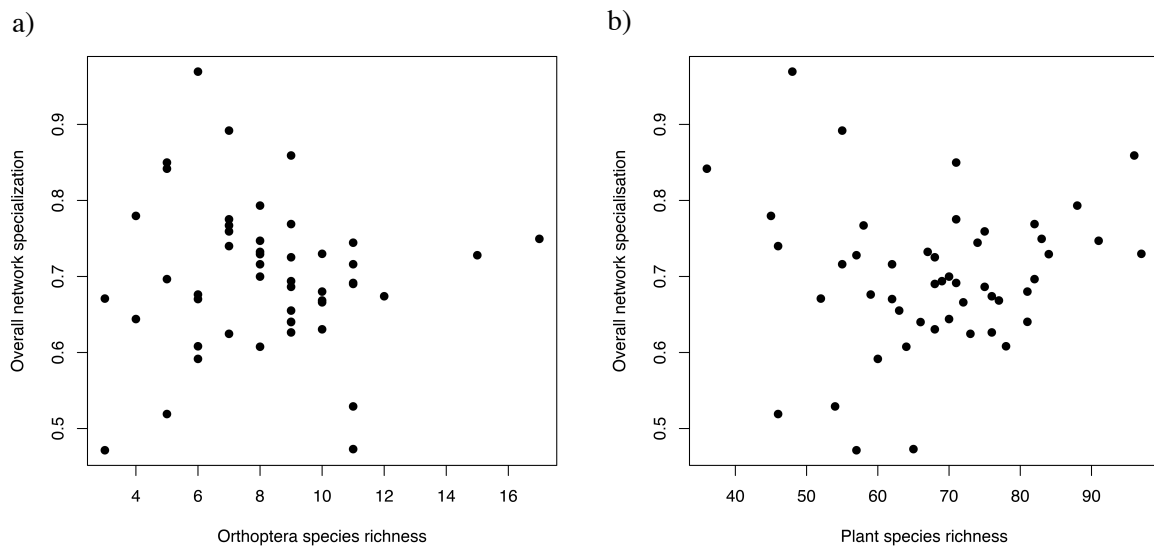 a)
b)
Overall network specialization
0.9
0.8
0.7
0.6
0.5
4 6 8 10 12 14 16
Orthoptera species richness
Overall network specialisation
0.9
0.8
0.7
0.6
0.5
40 50 60 70 80 90
Plant species richness